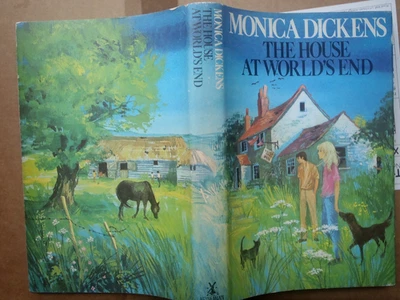 MONICA DICKENS
THE HOUSE
AT WORLD'S END
MONICA DICKENS
THE HOUSE
AT WORLD'S END